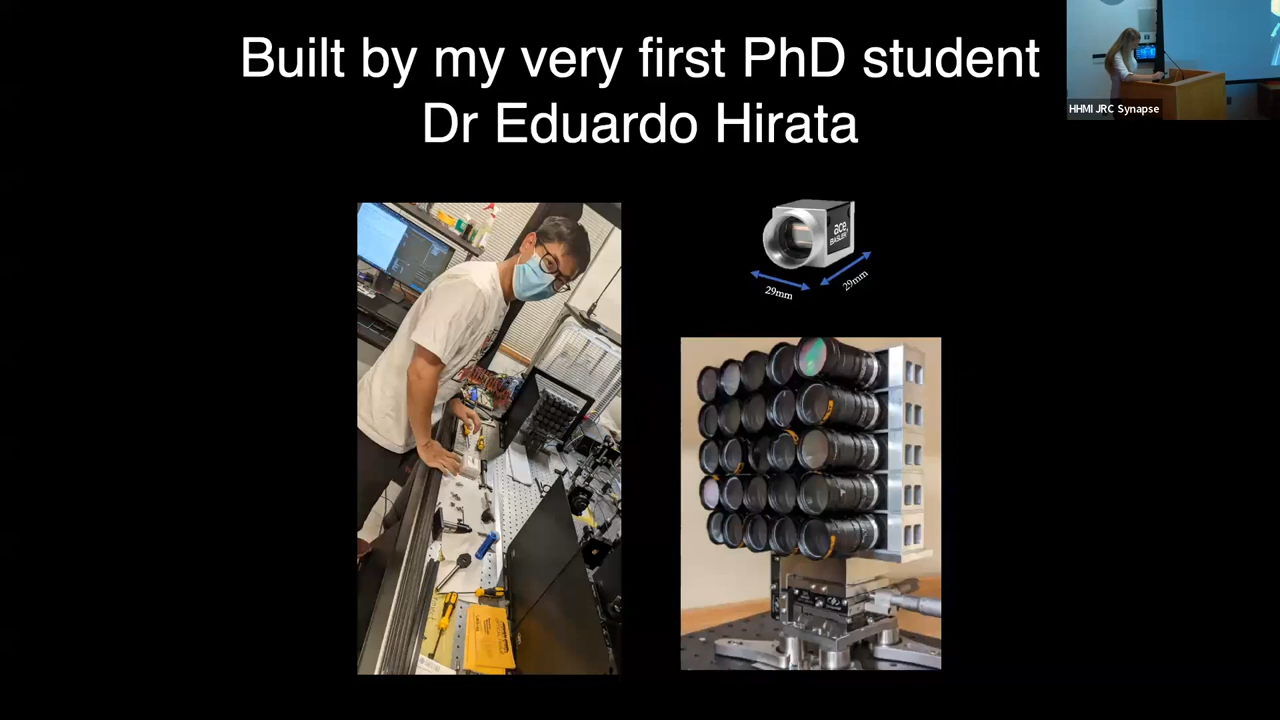 Built by my very first PhD student
Dr Eduardo Hirata
HHMI JRC Synapse
ace
BASLER
29mm
29mm